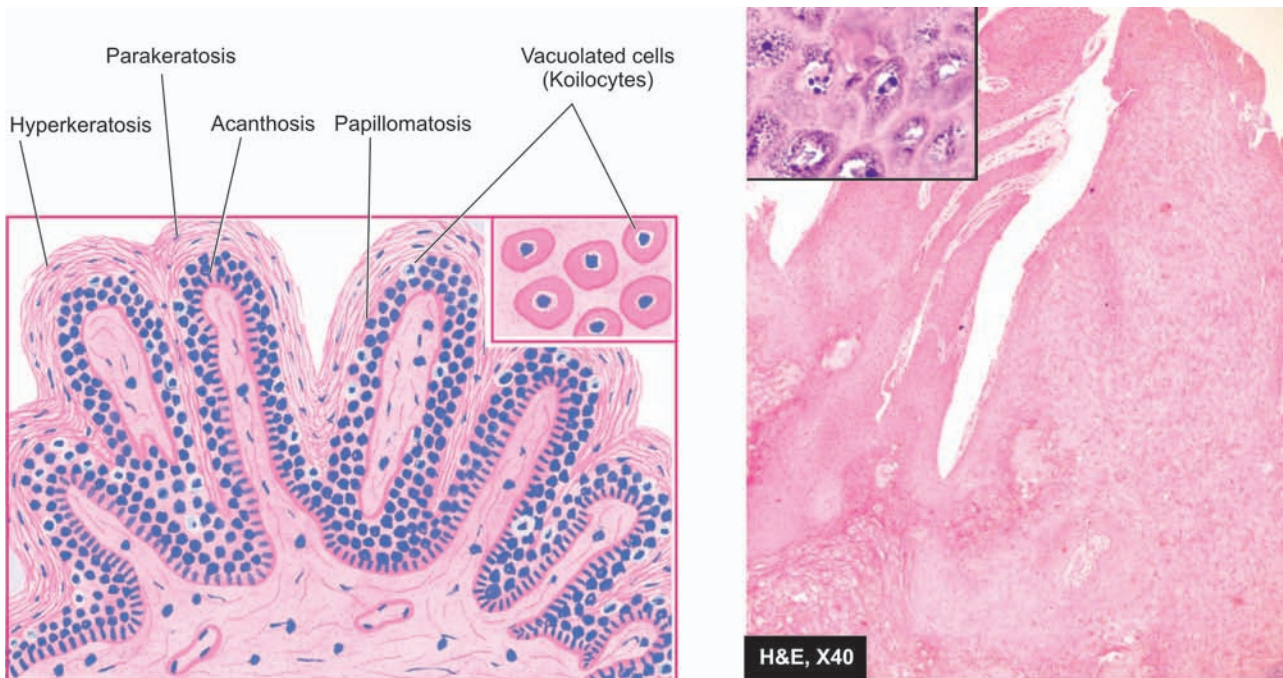 Parakeratosis
Vacuolated cells
(Koilocytes)
Hyperkeratosis
Acanthosis
Papillomatosis
H&E, X40